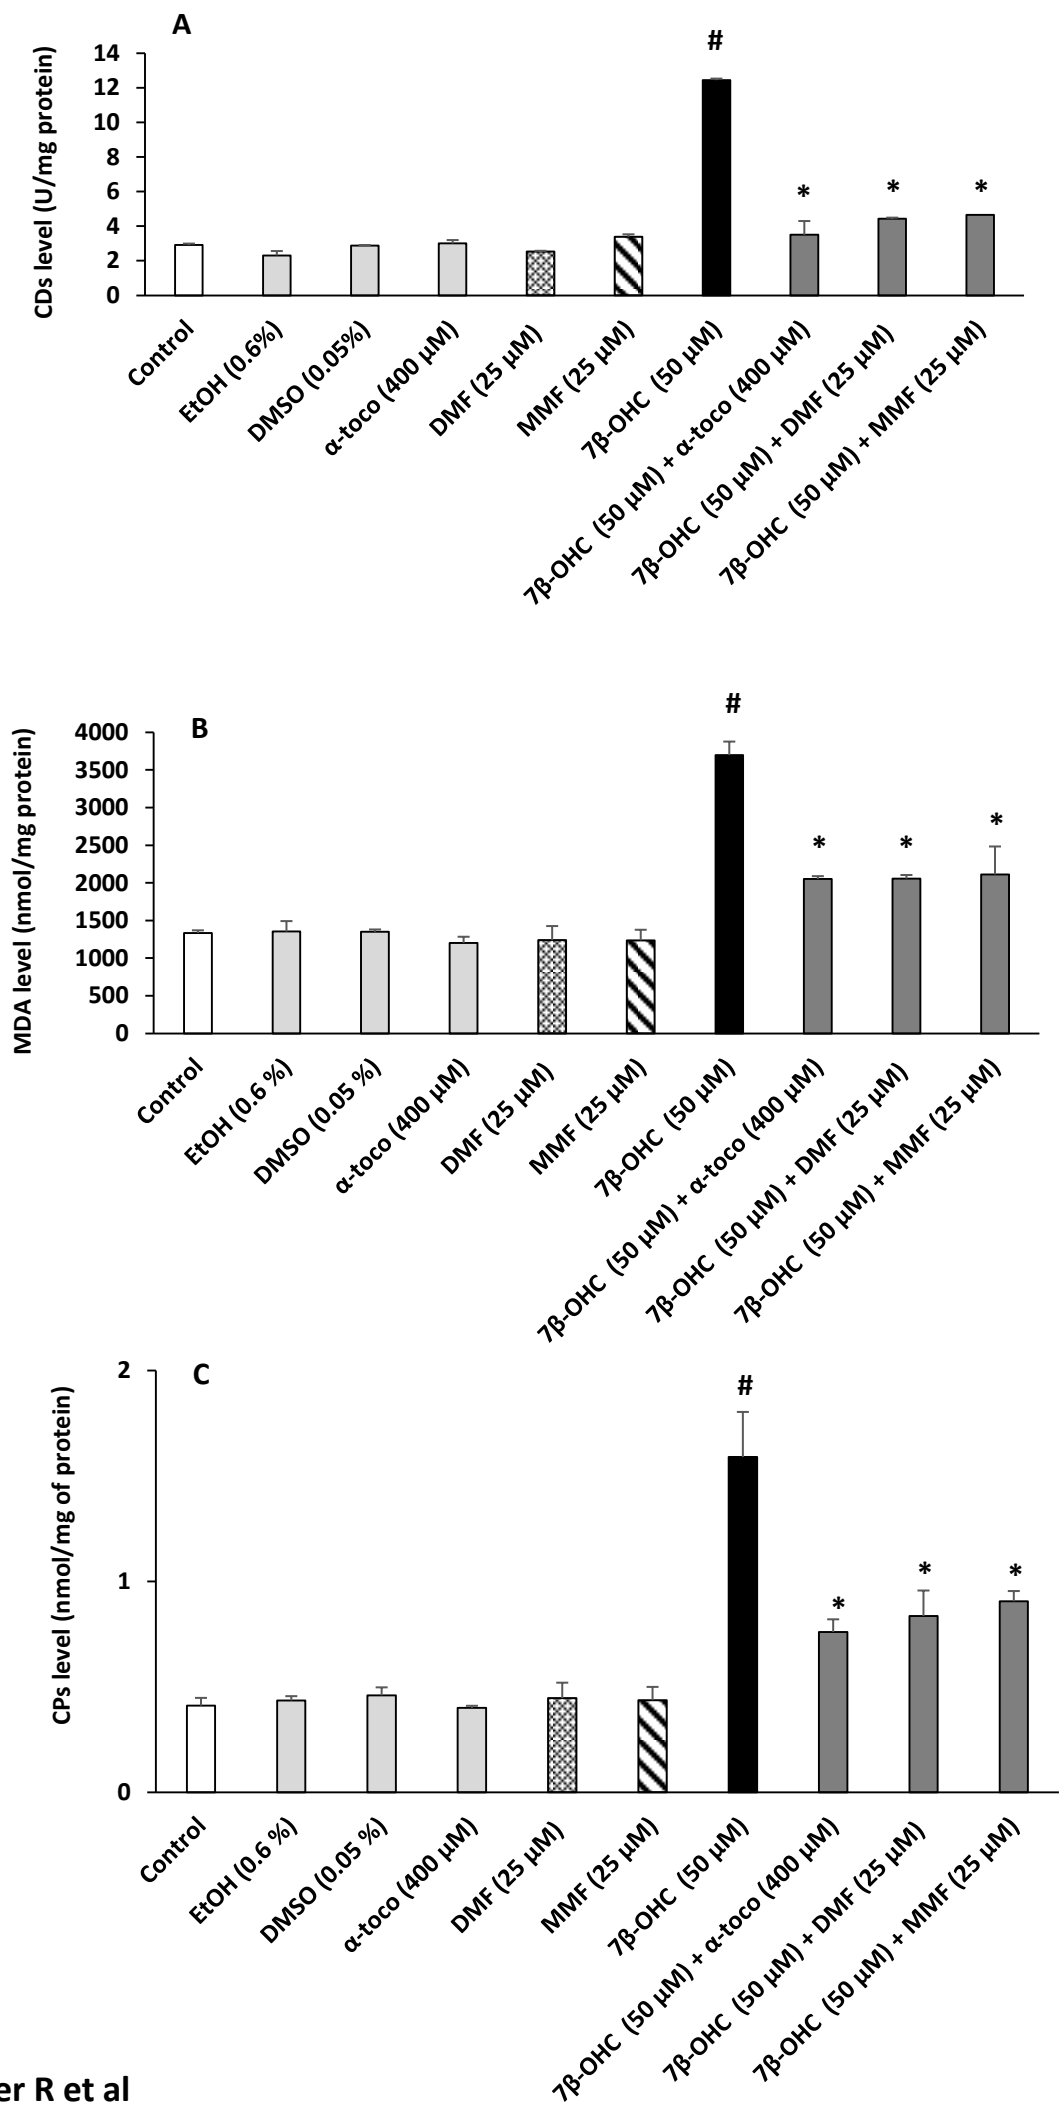 A
#
14
12
10
8
6
4
2
0
CDs level (U/mg protein)
* * *
Control
EtOH (0.6%)
DMSO (0.05%)
α-toco (400 µM)
DMF (25 µM)
MMF (25 µM)
7β-OHC (50 µM)
7β-OHC (50 µM) + α-toco (400 µM)
7β-OHC (50 µM) + DMF (25 µM)
7β-OHC (50 µM) + MMF (25 µM)
B
#
4000
3500
3000
2500
2000
1500
1000
500
0
MDA level (nmol/mg protein)
* * *
Control
EtOH (0.6 %)
DMSO (0.05 %)
α-toco (400 µM)
DMF (25 µM)
MMF (25 µM)
7β-OHC (50 µM)
7β-OHC (50 µM) + α-toco (400 µM)
7β-OHC (50 µM) + DMF (25 µM)
7β-OHC (50 µM) + MMF (25 µM)
C
#
2
1
0
CPs level (nmol/mg of protein)
* * *
Control
EtOH (0.6 %)
DMSO (0.05 %)
α-toco (400 µM)
DMF (25 µM)
MMF (25 µM)
7β-OHC (50 µM)
7β-OHC (50 µM) + α-toco (400 µM)
7β-OHC (50 µM) + DMF (25 µM)
7β-OHC (50 µM) + MMF (25 µM)
er R et al